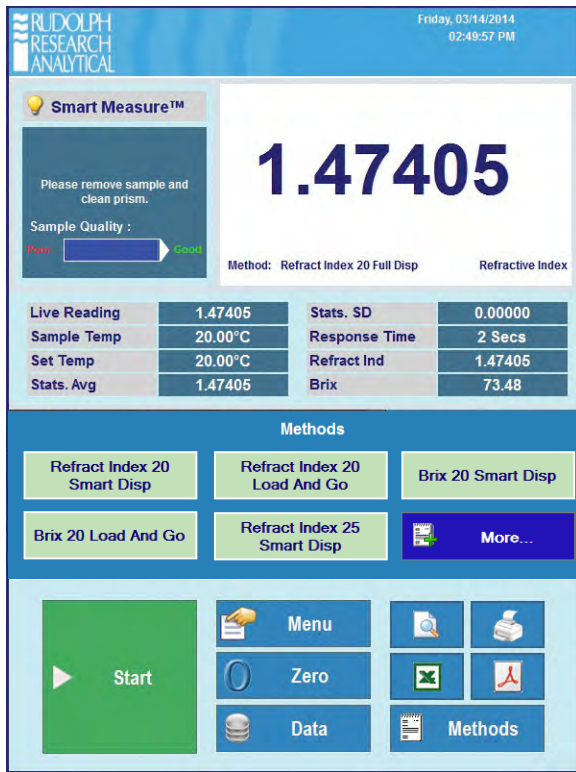 RUDOLPH
RESEARCH
ANALYTICAL
Friday, 03/14/2014
02:49:57 PM
Smart Measure™
Please remove sample and
clean prism.
Sample Quality :
Poor
Good
1.47405
Method: Refract Index 20 Full Disp
Refractive Index
Live Reading 1.47405
Stats. SD 0.00000
Sample Temp 20.00°C
Response Time 2 Secs
Set Temp 20.00°C
Refract Ind 1.47405
Stats. Avg 1.47405
Brix 73.48
Methods
Refract Index 20
Smart Disp
Refract Index 20
Load And Go
Brix 20 Smart Disp
Brix 20 Load And Go
Refract Index 25
Smart Disp
More...
Start
Menu
Zero
Data
Methods